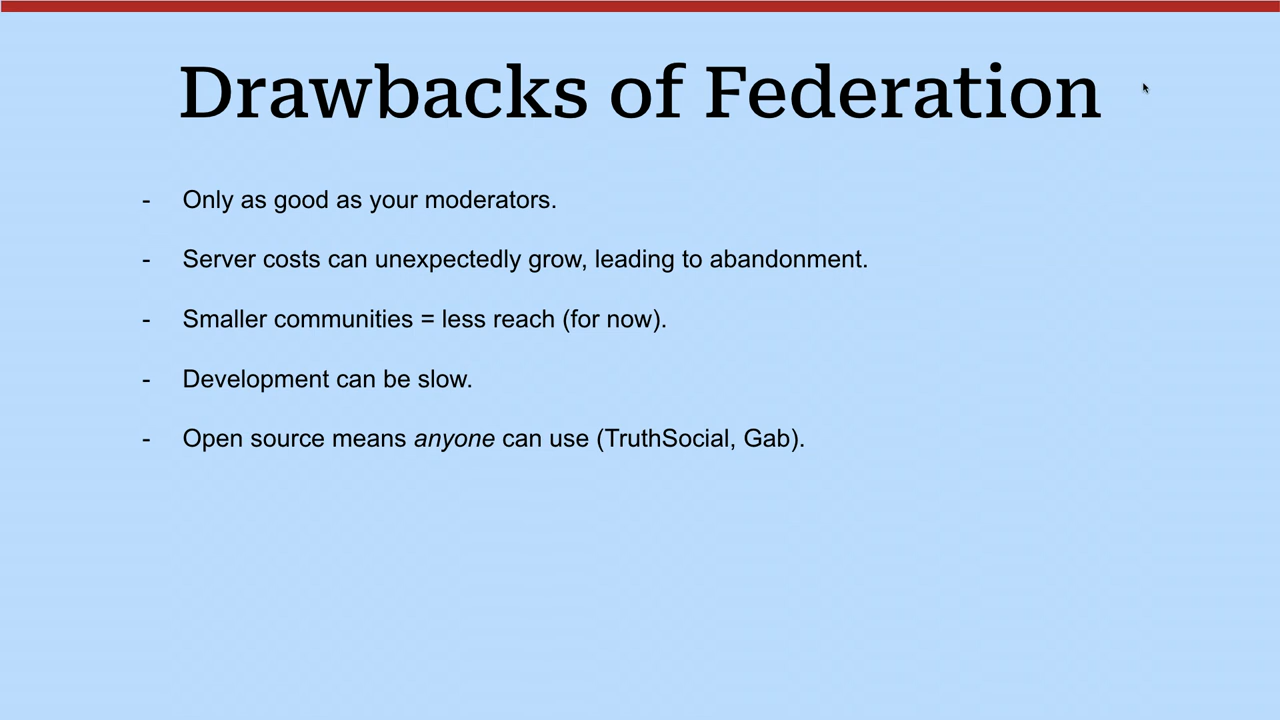 Drawbacks of Federation
- Only as good as your moderators.
- Server costs can unexpectedly grow, leading to abandonment.
- Smaller communities = less reach (for now).
- Development can be slow.
- Open source means anyone can use (TruthSocial, Gab).